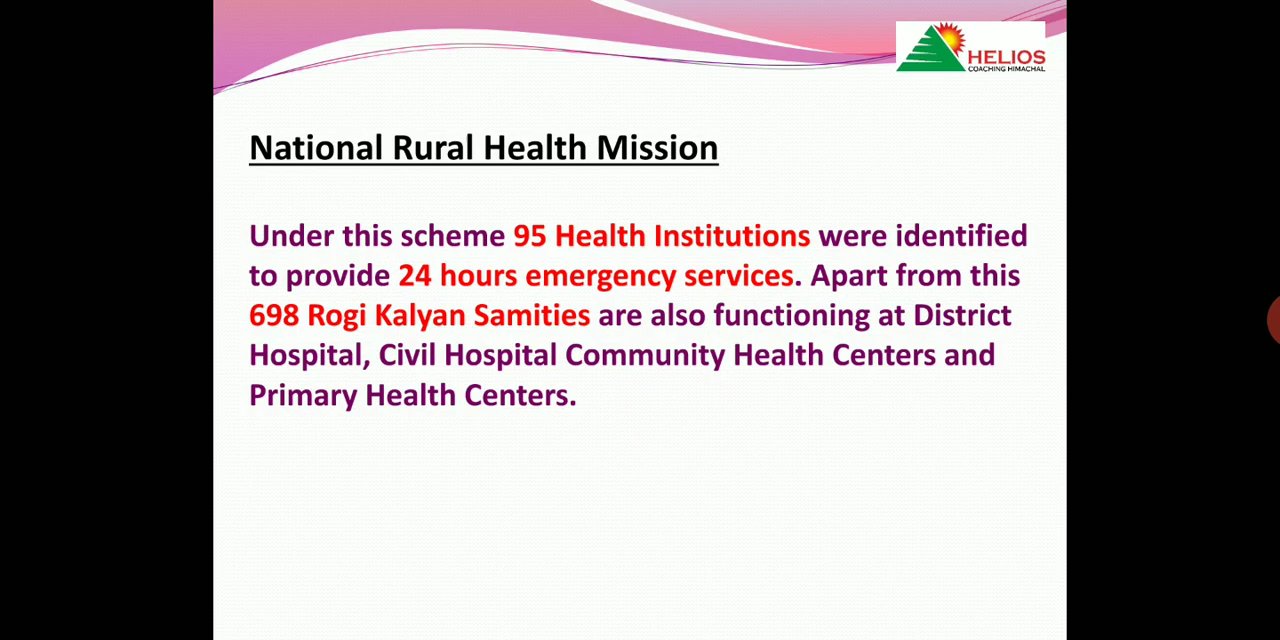 HELIOS
COACHING HIMACHAL
National Rural Health Mission
Under this scheme 95 Health Institutions were identified
to provide 24 hours emergency services. Apart from this
698 Rogi Kalyan Samities are also functioning at District
Hospital, Civil Hospital Community Health Centers and
Primary Health Centers.